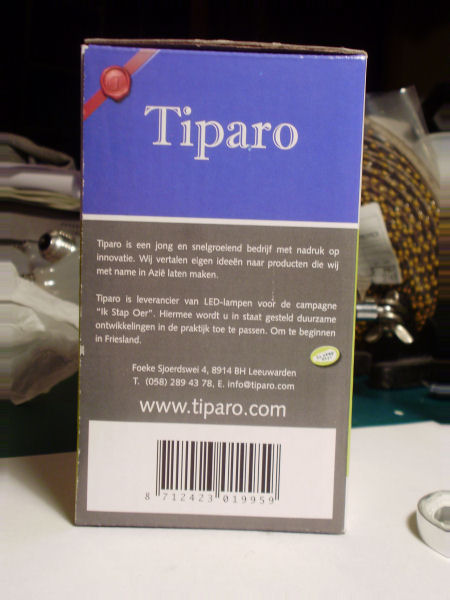 Tiparo
Tiparo is een jong en snelgroeiend bedrijf met nadruk op
innovatie. Wij vertalen eigen ideeën naar producten die wij
met name in Azië laten maken.
Tiparo is leverancier van LED-lampen voor de campagne
"Ik Stap Oer". Hiermee wordt u in staat gesteld duurzame
ontwikkelingen in de praktijk toe te passen. Om te beginnen
in Friesland.
Foeke Sjoerdswei 4, 8914 BH Leeuwarden
T. (058) 289 43 78, E. info@tiparo.com
www.tiparo.com
8 712423 019959